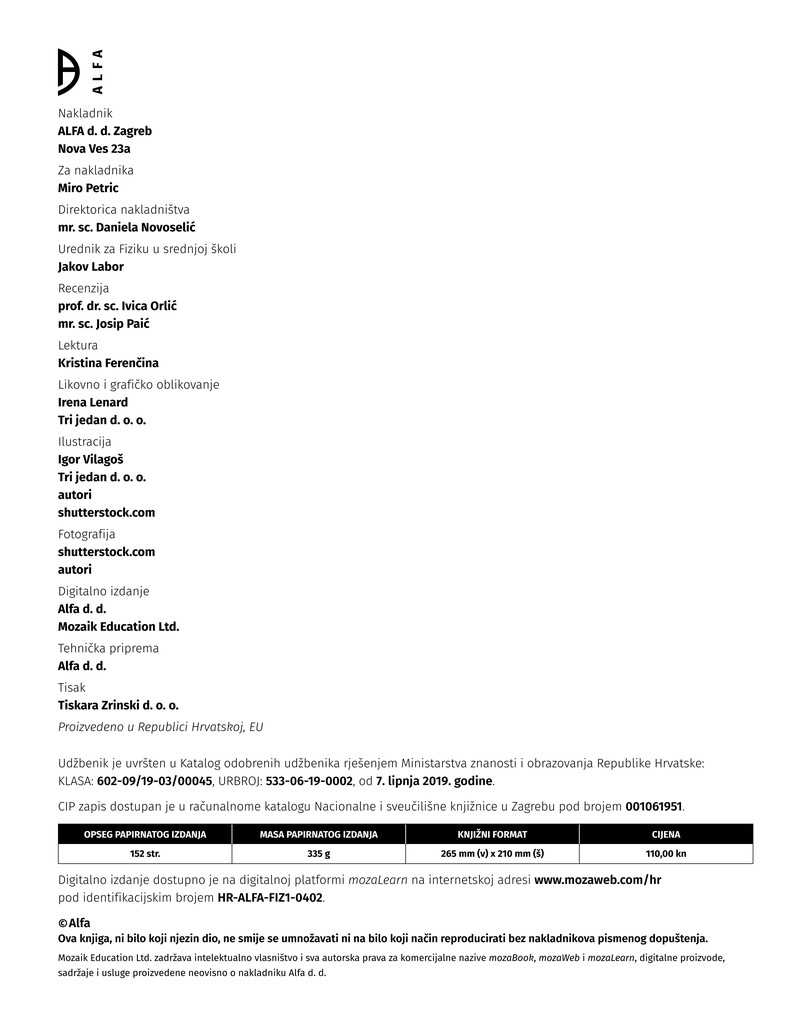 ALFA
Nakladnik
ALFA d. d. Zagreb
Nova Ves 23a
Za nakladnika
Miro Petric
Direktorica nakladništva
mr. sc. Daniela Novoselić
Urednik za Fiziku u srednjoj školi
Jakov Labor
Recenzija
prof. dr. sc. Ivica Orlić
mr. sc. Josip Paić
Lektura
Kristina Ferenčina
Likovno i grafičko oblikovanje
Irena Lenard
Tri jedan d. o. o.
Ilustracija
Igor Vilagoš
Tri jedan d. o. o.
autori
shutterstock.com
Fotografija
shutterstock.com
autori
Digitalno izdanje
Alfa d. d.
Mozaik Education Ltd.
Tehnička priprema
Alfa d. d.
Tisak
Tiskara Zrinski d. o. o.
Proizvedeno u Republici Hrvatskoj, EU
Udžbenik je uvršten u Katalog odobrenih udžbenika rješenjem Ministarstva znanosti i obrazovanja Republike Hrvatske:
KLASA: 602-09/19-03/00045, URBROJ: 533-06-19-0002, od 7. lipnja 2019. godine.
CIP zapis dostupan je u računalnome katalogu Nacionalne i sveučilišne knjižnice u Zagrebu pod brojem 001061951.
OPSEG PAPIRNATOG IZDANJA MASA PAPIRNATOG IZDANJA KNJIŽNI FORMAT CIJENA
152 str. 335 g 265 mm (v) x 210 mm (š) 110,00 kn
Digitalno izdanje dostupno je na digitalnoj platformi mozaLearn na internetskoj adresi www.mozaweb.com/hr
pod identifikacijskim brojem HR-ALFA-FIZ1-0402.
©Alfa
Ova knjiga, ni bilo koji njezin dio, ne smije se umnožavati ni na bilo koji način reproducirati bez nakladnikova pismenog dopuštenja.
Mozaik Education Ltd. zadržava intelektualno vlasništvo i sva autorska prava za komercijalne nazive mozaBook, mozaWeb i mozaLearn, digitalne proizvode,
sadržaje i usluge proizvedene neovisno o nakladniku Alfa d. d.